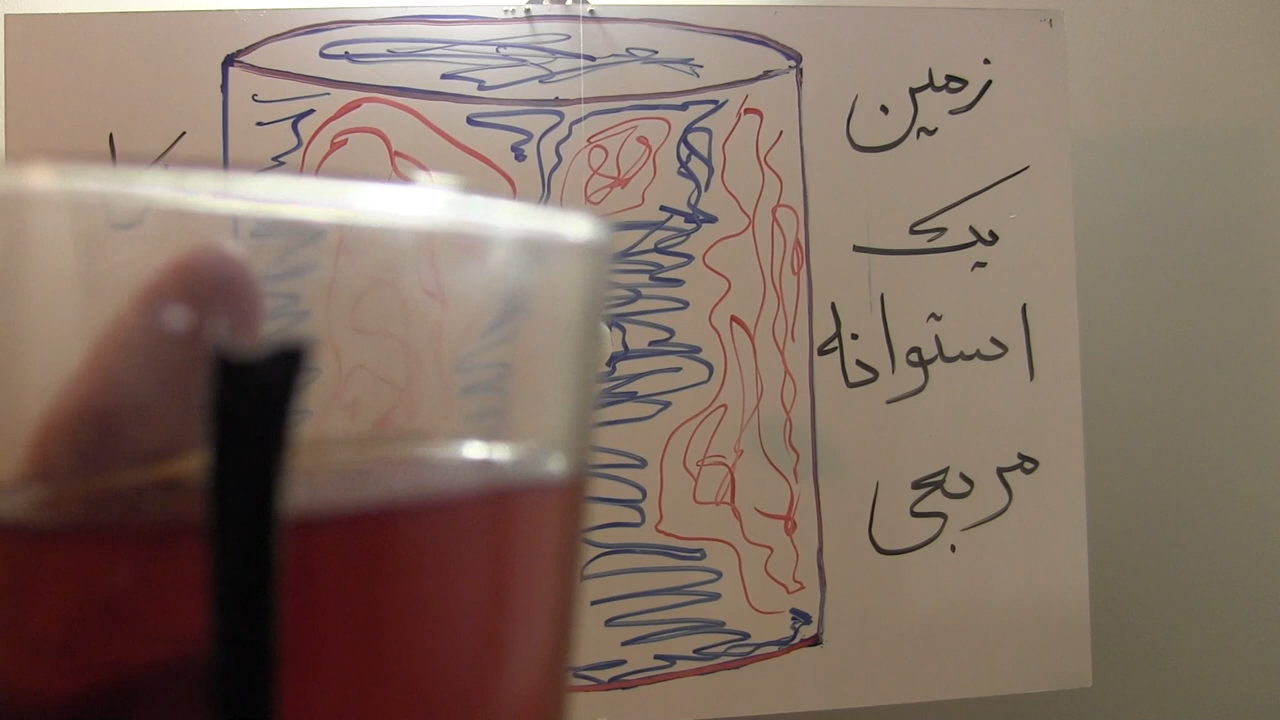 زمین
یک
استوانه
مربعی